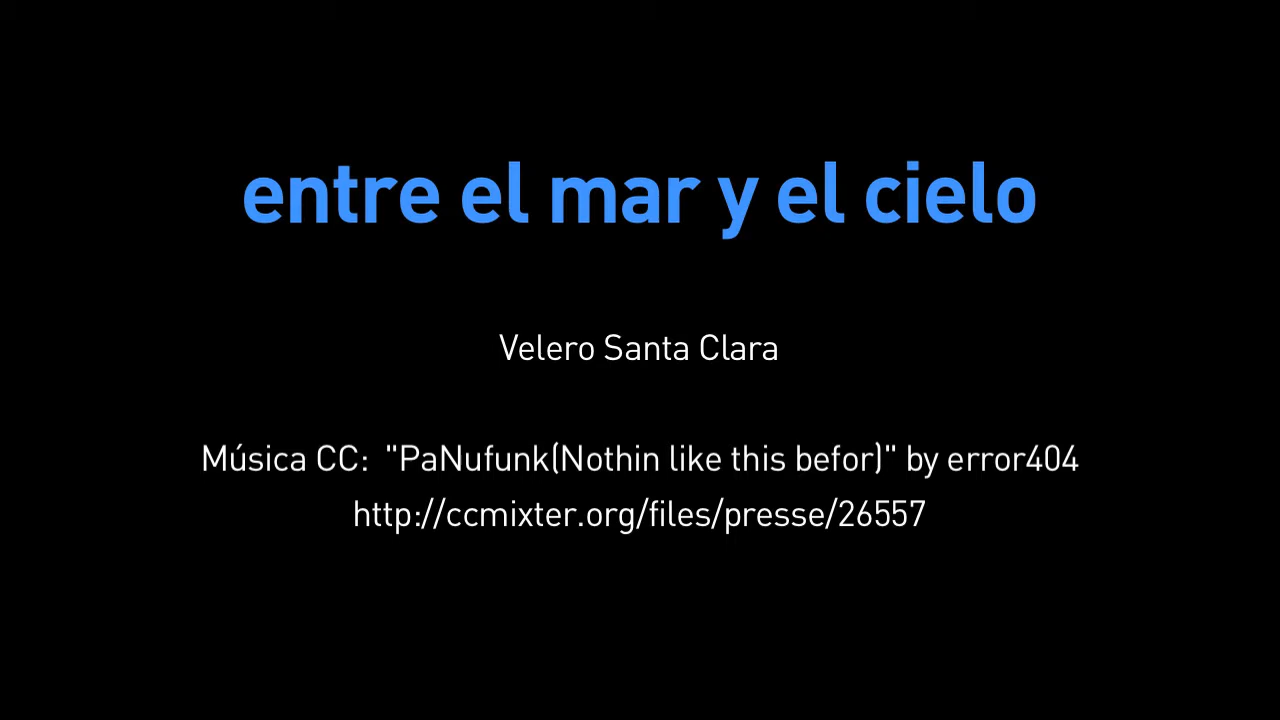 entre el mar y el cielo
Velero Santa Clara
Música CC:  "PaNufunk(Nothin like this befor)" by error404
http://ccmixter.org/files/presse/26557